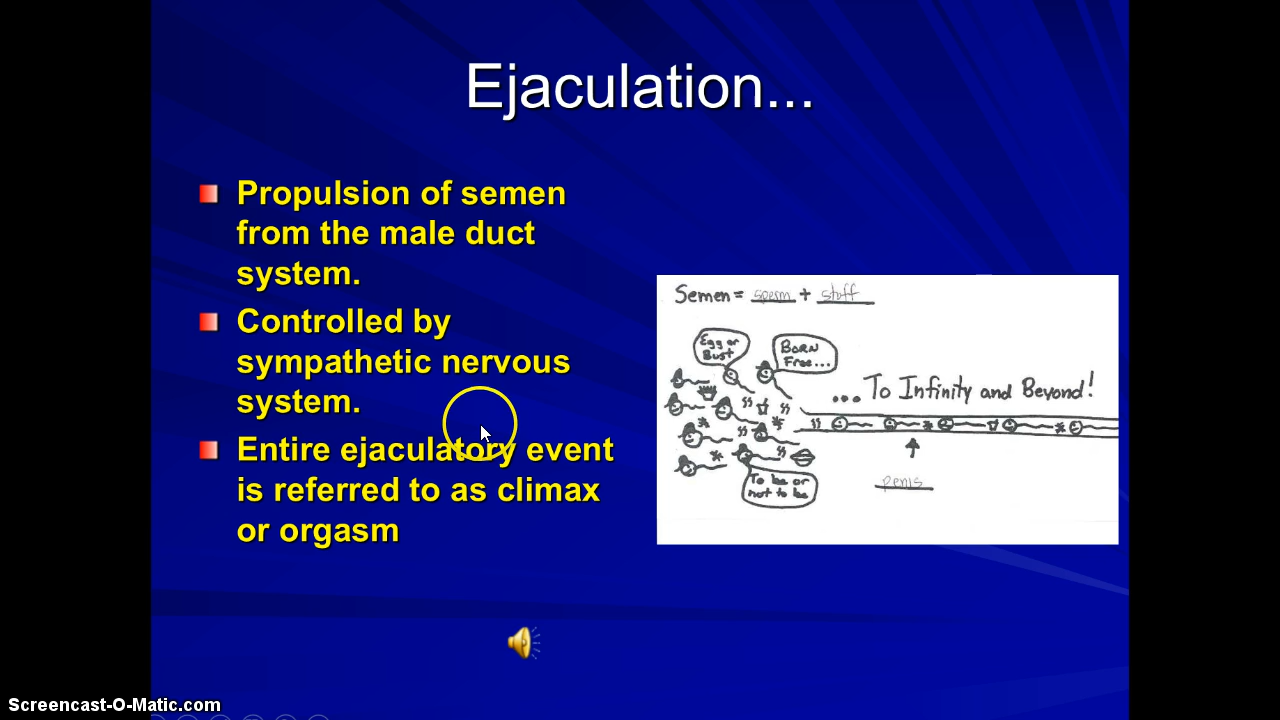 Ejaculation...
Propulsion of semen
from the male duct
system.
Controlled by
sympathetic nervous
system.
Entire ejaculatory event
is referred to as climax
or orgasm
Semen = sperm + stuff
Egg or
Bust
BORN
Free...
...To Infinity and Beyond!
To be or
not to be
penis
Screencast-O-Matic.com